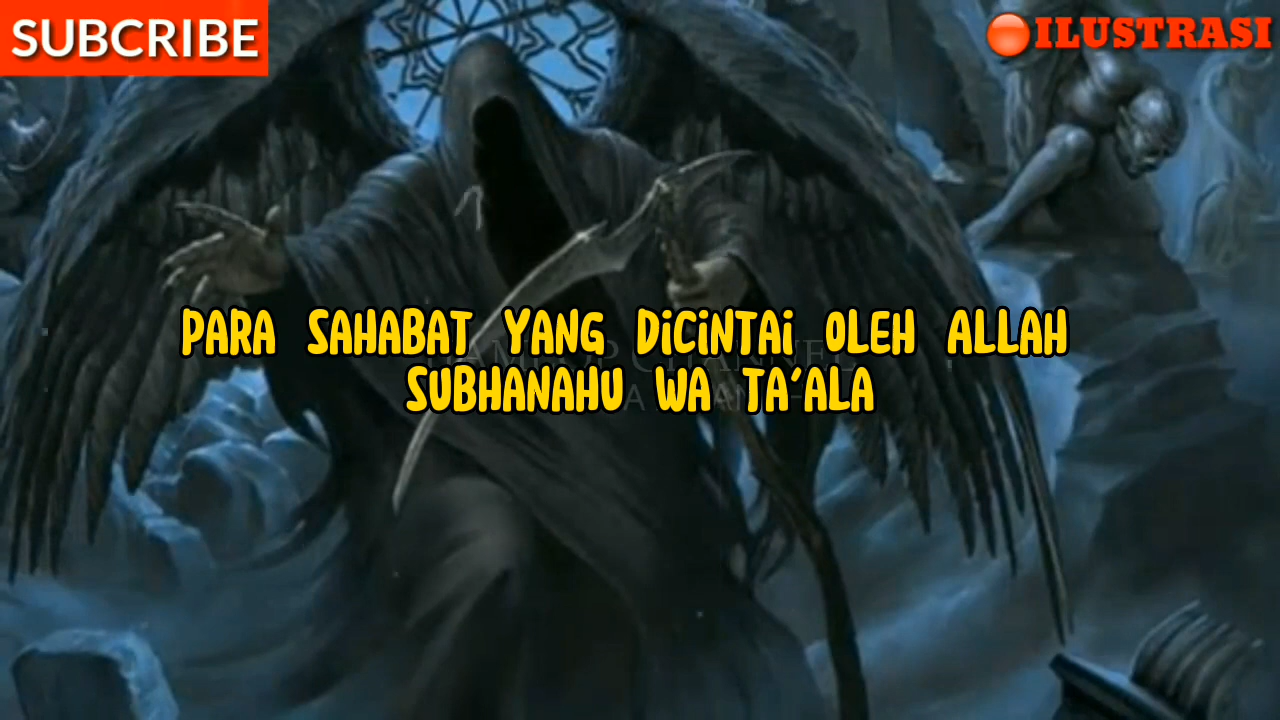 SUBCRIBE
ILUSTRASI
PARA SAHABAT YANG DiCiNTAi OLEH ALLAH
SUBHANAHU WA TA'ALA